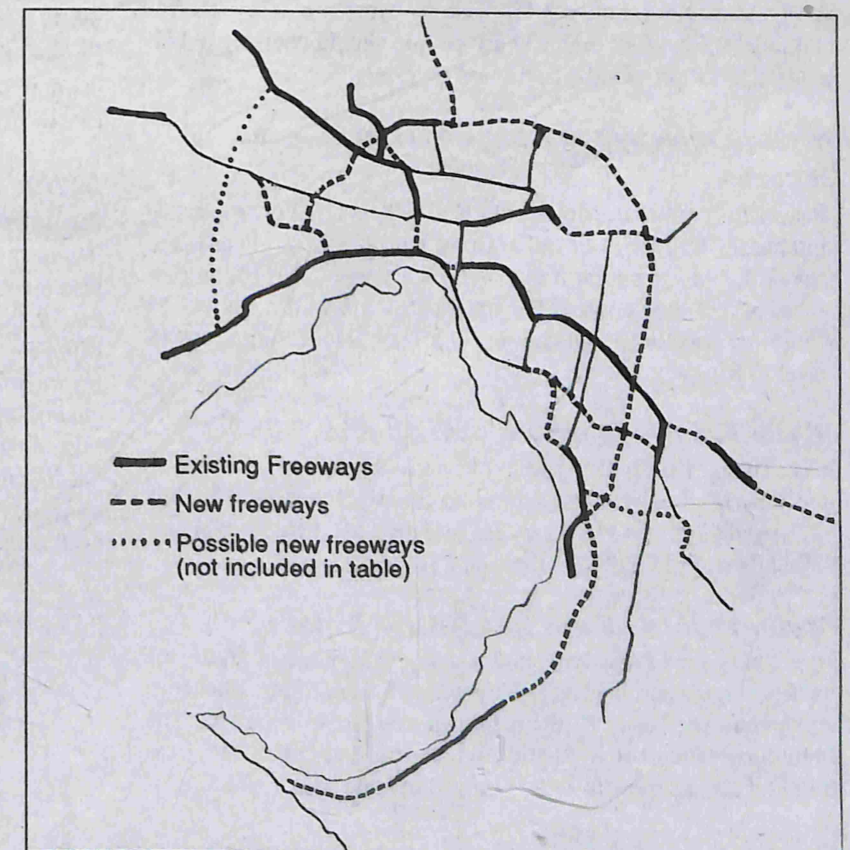 Existing Freeways
New freeways
Possible new freeways
(not included in table)